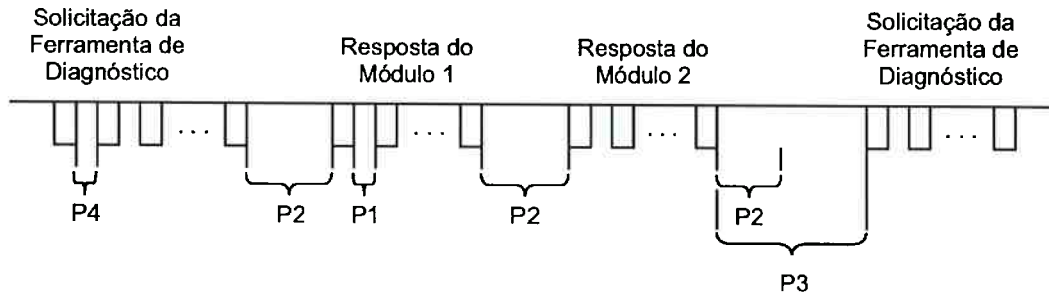 Solicitação da
Ferramenta de
Diagnóstico
Resposta do
Módulo 1
Resposta do
Módulo 2
Solicitação da
Ferramenta de
Diagnóstico
. . .
. . .
. . .
. . .
P4
P2
P1
P2
P2
P3